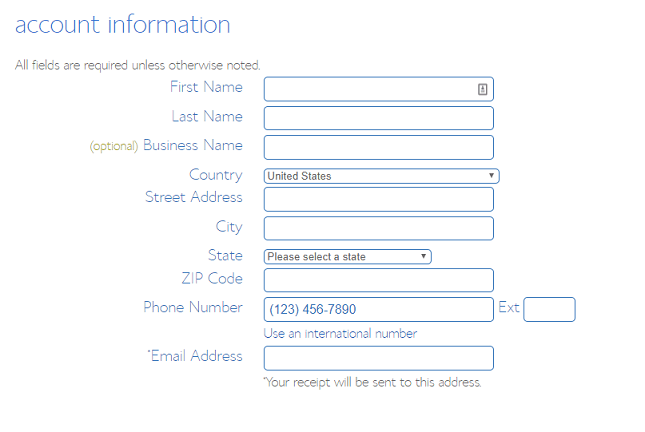 account information
All fields are required unless otherwise noted.
First Name
Last Name
(optional) Business Name
Country United States
Street Address
City
State Please select a state
ZIP Code
Phone Number (123) 456-7890 Ext
Use an international number
*Email Address
*Your receipt will be sent to this address.